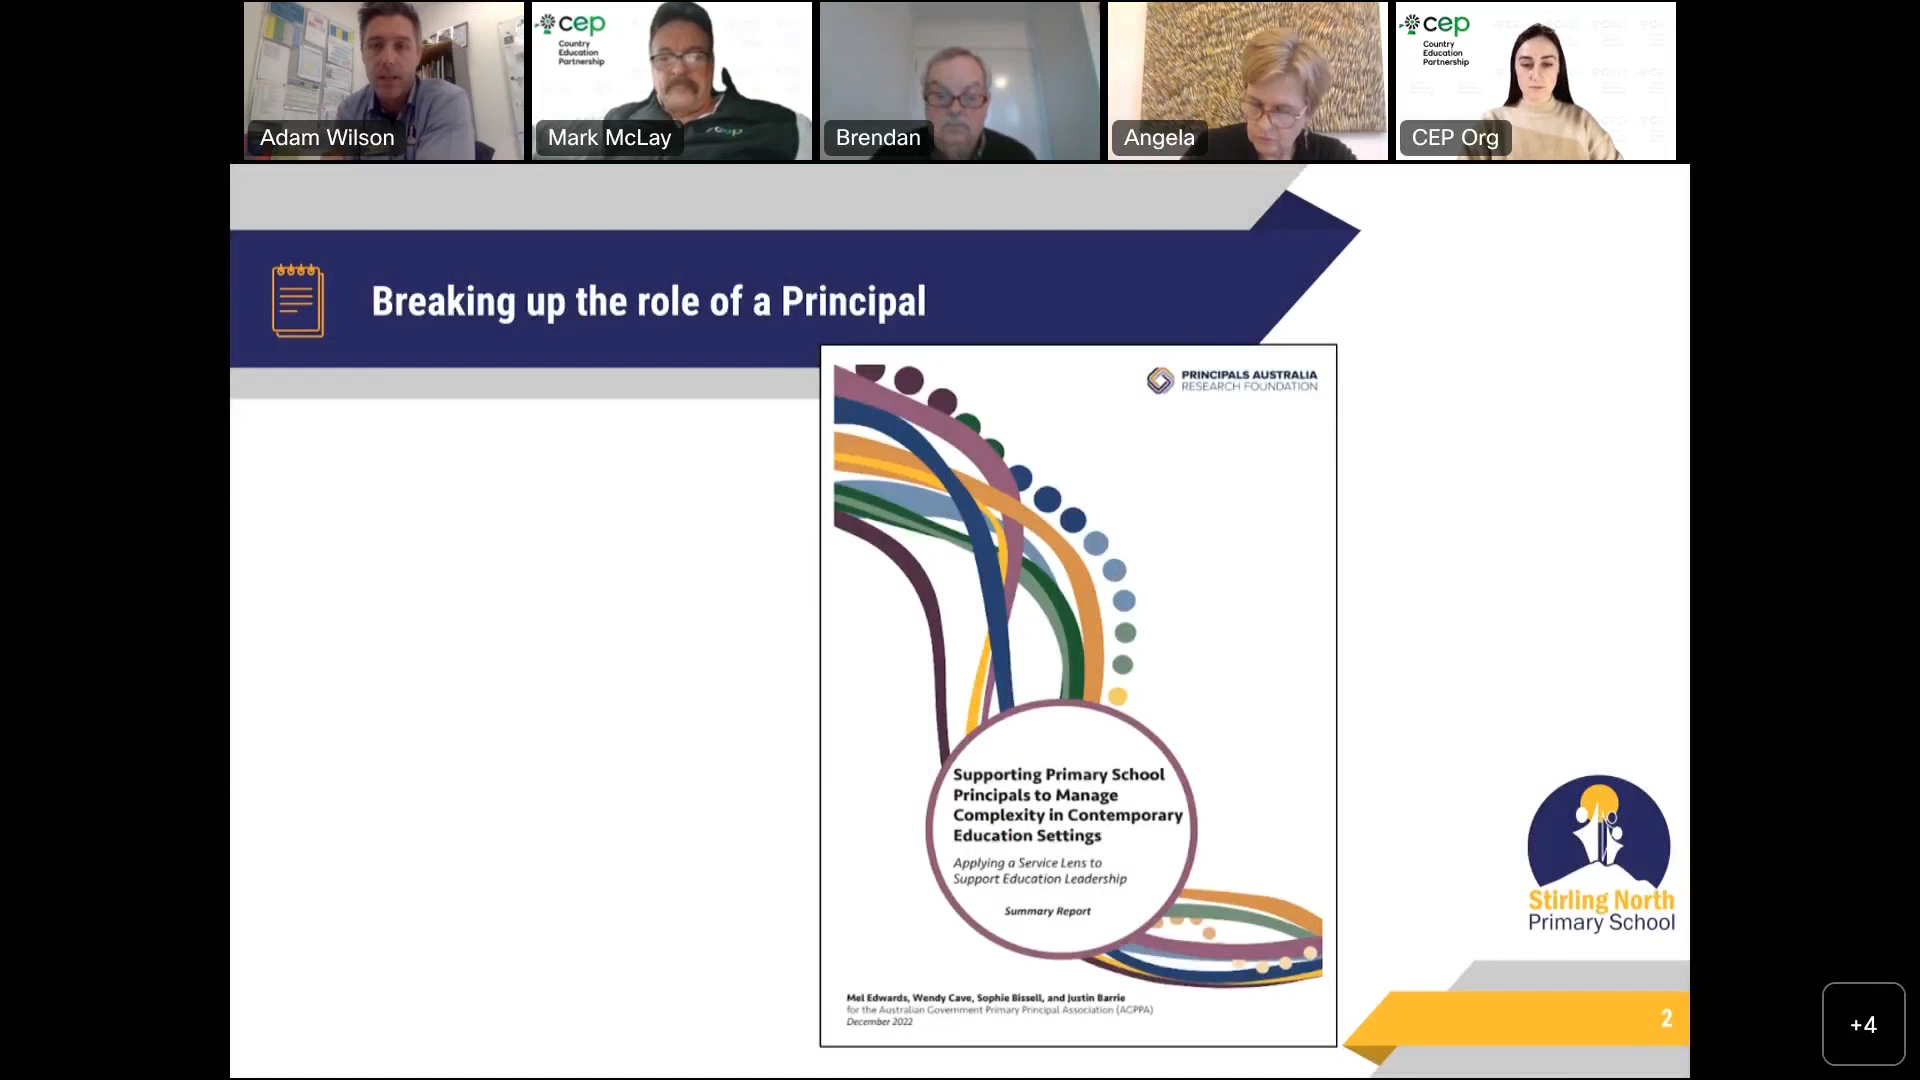 cep
Country
Education
Partnership
cep
Country
Education
Partnership
cep
Adam Wilson
Mark McLay
Brendan
Angela
CEP Org
Breaking up the role of a Principal
PRINCIPALS AUSTRALIA
RESEARCH FOUNDATION
Supporting Primary School
Principals to Manage
Complexity in Contemporary
Education Settings
Applying a Service Lens to
Support Education Leadership
Summary Report
Mel Edwards, Wendy Cave, Sophie Bissell, and Justin Barrie
for the Australian Government Primary Principal Association (AGPPA)
December 2022
Stirling North
Primary School
2
+4